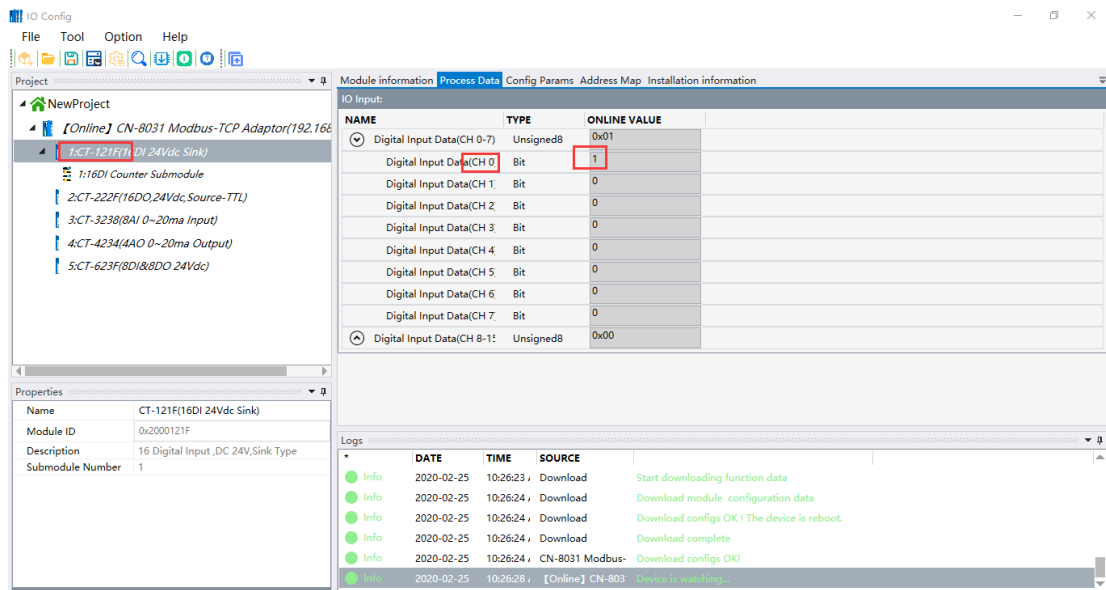 IO Config
File Tool Option Help
Project
NewProject
【Online】CN-8031 Modbus-TCP Adaptor(192.168
1:CT-121F(16DI 24Vdc Sink)
1:16DI Counter Submodule
2:CT-222F(16DO,24Vdc,Source-TTL)
3:CT-3238(8AI 0~20ma Input)
4:CT-4234(4AO 0~20ma Output)
5:CT-623F(8DI&8DO 24Vdc)
Properties
Name CT-121F(16DI 24Vdc Sink)
Module ID 0x2000121F
Description 16 Digital Input ,DC 24V,Sink Type
Submodule Number 1
Module information Process Data Config Params Address Map Installation information
IO Input:
NAME TYPE ONLINE VALUE
Digital Input Data(CH 0-7) Unsigned8 0x01
Digital Input Data(CH 0 Bit 1
Digital Input Data(CH 1 Bit 0
Digital Input Data(CH 2 Bit 0
Digital Input Data(CH 3 Bit 0
Digital Input Data(CH 4 Bit 0
Digital Input Data(CH 5 Bit 0
Digital Input Data(CH 6 Bit 0
Digital Input Data(CH 7 Bit 0
Digital Input Data(CH 8-15 Unsigned8 0x00
Logs
* DATE TIME SOURCE
Info 2020-02-25 10:26:23 Download Start downloading function data
Info 2020-02-25 10:26:24 Download Download module configuration data
Info 2020-02-25 10:26:24 Download Download configs OK ! The device is reboot.
Info 2020-02-25 10:26:24 Download Download complete
Info 2020-02-25 10:26:24 CN-8031 Modbus- Download configs OK!
Info 2020-02-25 10:26:28 【Online】CN-803 Device is watching...